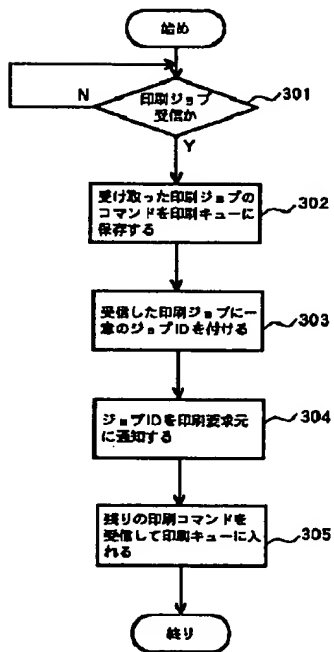 始め
印刷ジョブ
受信か
301
N
Y
受け取った印刷ジョブの
コマンドを印刷キューに
保存する
302
受信した印刷ジョブに一
意のジョブIDを付ける
303
ジョブIDを印刷要求元
に通知する
304
残りの印刷コマンドを
受信して印刷キューに入
れる
305
終り